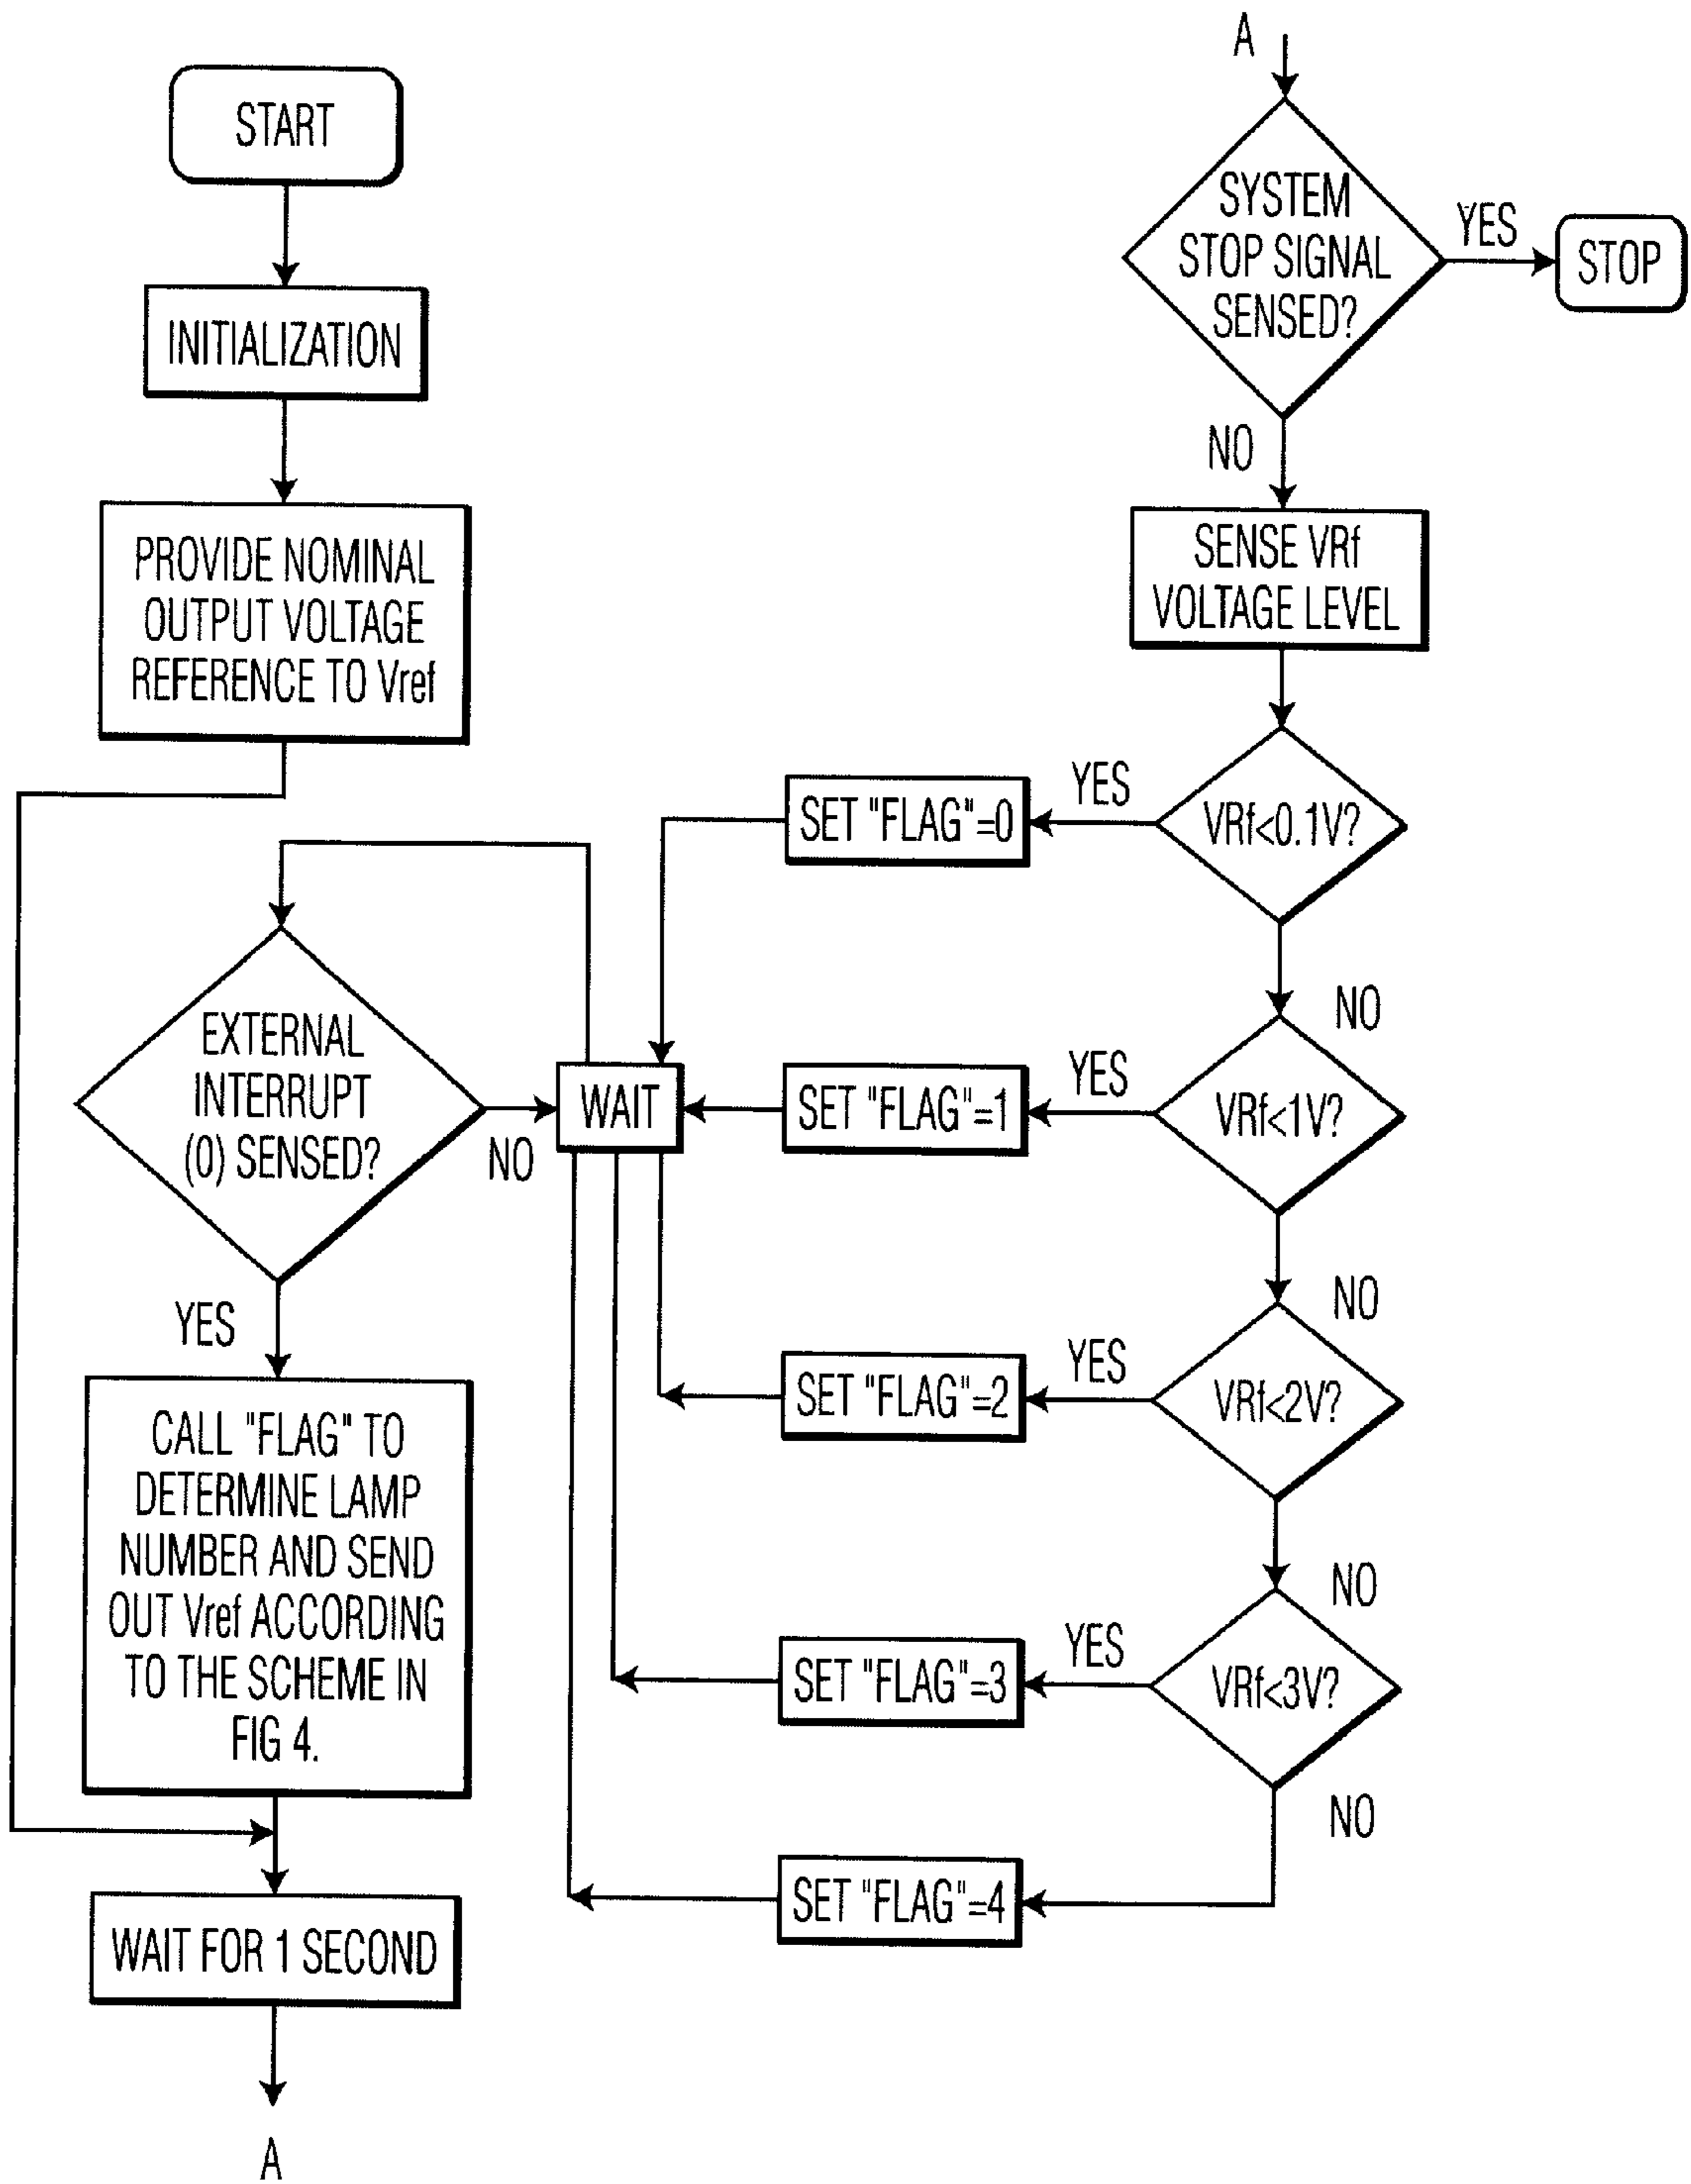 START
INITIALIZATION
PROVIDE NOMINAL
OUTPUT VOLTAGE
REFERENCE TO Vref
EXTERNAL
INTERRUPT
(0) SENSED?
NO
YES
CALL "FLAG" TO
DETERMINE LAMP
NUMBER AND SEND
OUT Vref ACCORDING
TO THE SCHEME IN
FIG 4.
WAIT FOR 1 SECOND
A
WAIT
A
SYSTEM
STOP SIGNAL
SENSED?
YES
STOP
NO
SENSE VRf
VOLTAGE LEVEL
VRf<0.1V?
YES
SET "FLAG"=0
NO
VRf<1V?
YES
SET "FLAG"=1
NO
VRf<2V?
YES
SET "FLAG"=2
NO
VRf<3V?
YES
SET "FLAG"=3
NO
SET "FLAG"=4